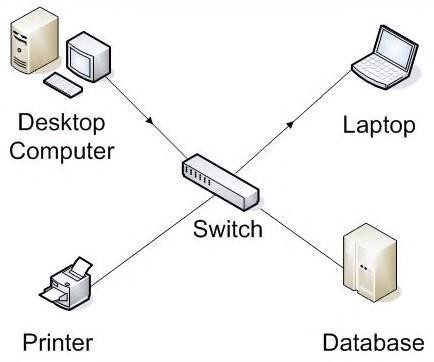 Desktop
Computer
Laptop
Switch
Printer
Database